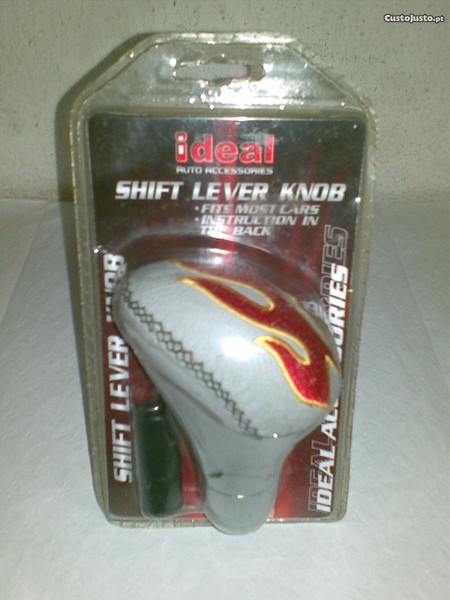 CustoJusto.pt
ideal
AUTO ACCESSORIES
SHIFT LEVER KNOB
• FITS MOST CARS
• INSTRUCTION IN
THE BACK
SHIFT LEVER KNOB
IDEAL ACCESSORIES